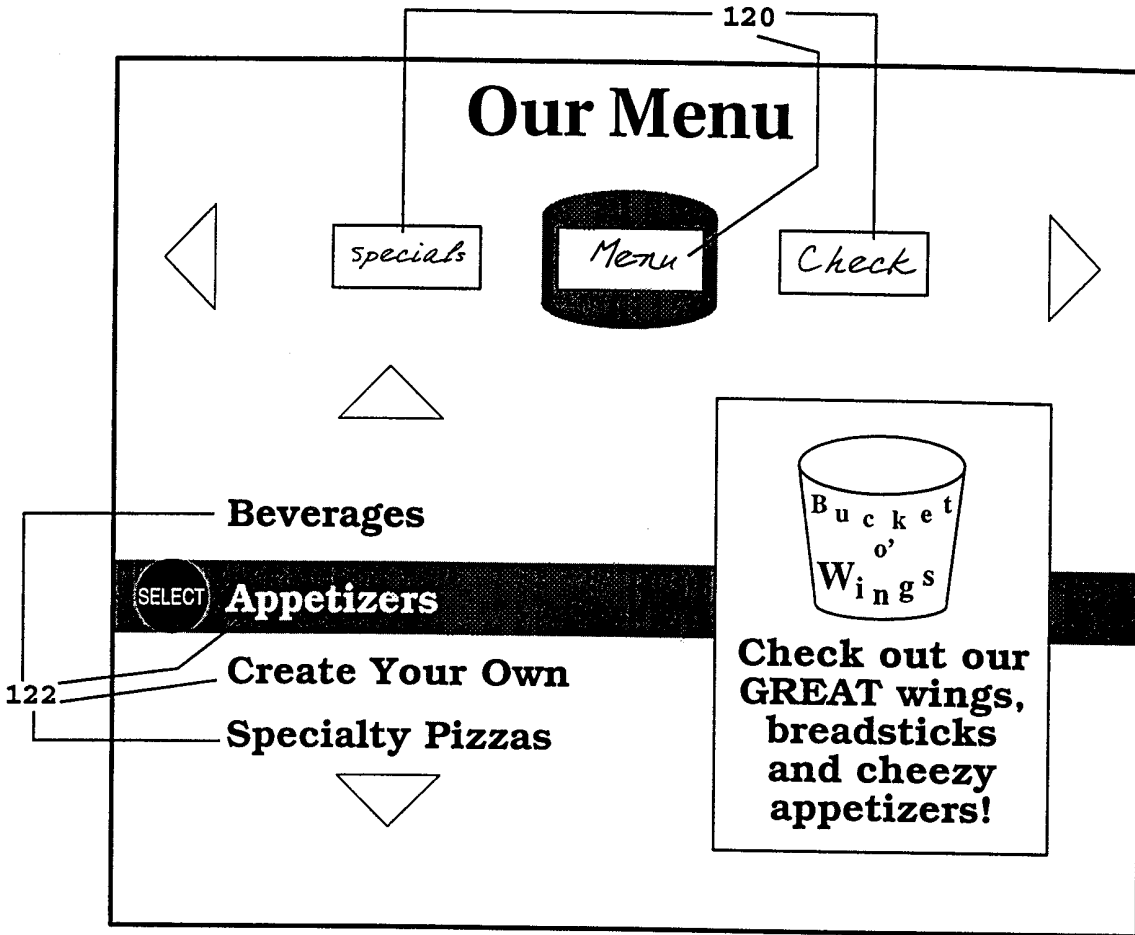 120
Our Menu
specials
Menu
Check
Bucket
o'
Wings
Beverages
SELECT Appetizers
Create Your Own
122
Specialty Pizzas
Check out our
GREAT wings,
breadsticks
and cheezy
appetizers!